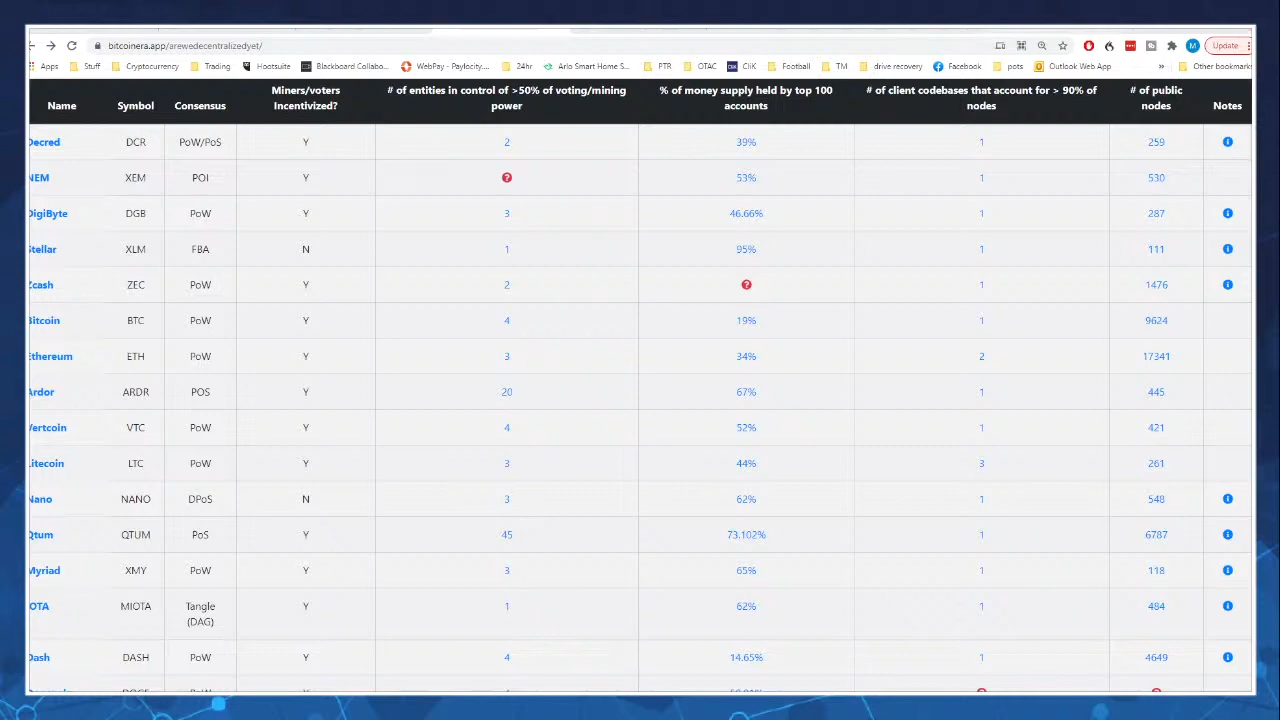 bitcoinera.app/arewedecentralizedyet/
Update
Apps Stuff Cryptocurrency Trading Hootsuite Blackboard Collabo... WebPay - Paylocity.... 24hr Arlo Smart Home S... PTR OTAC CliK Football TM drive recovery Facebook pots Outlook Web App » Other bookmarks
Name Symbol Consensus Miners/voters Incentivized? # of entities in control of >50% of voting/mining power % of money supply held by top 100 accounts # of client codebases that account for > 90% of nodes # of public nodes Notes
Decred DCR PoW/PoS Y 2 39% 1 259
NEM XEM POI Y 53% 1 530
DigiByte DGB PoW Y 3 46.66% 1 287
Stellar XLM FBA N 1 95% 1 111
Zcash ZEC PoW Y 2 1 1476
Bitcoin BTC PoW Y 4 19% 1 9624
Ethereum ETH PoW Y 3 34% 2 17341
Ardor ARDR POS Y 20 67% 1 445
Vertcoin VTC PoW Y 4 52% 1 421
Litecoin LTC PoW Y 3 44% 3 261
Nano NANO DPoS N 3 62% 1 548
Qtum QTUM PoS Y 45 73.102% 1 6787
Myriad XMY PoW Y 3 65% 1 118
IOTA MIOTA Tangle (DAG) Y 1 62% 1 484
Dash DASH PoW Y 4 14.65% 1 4649